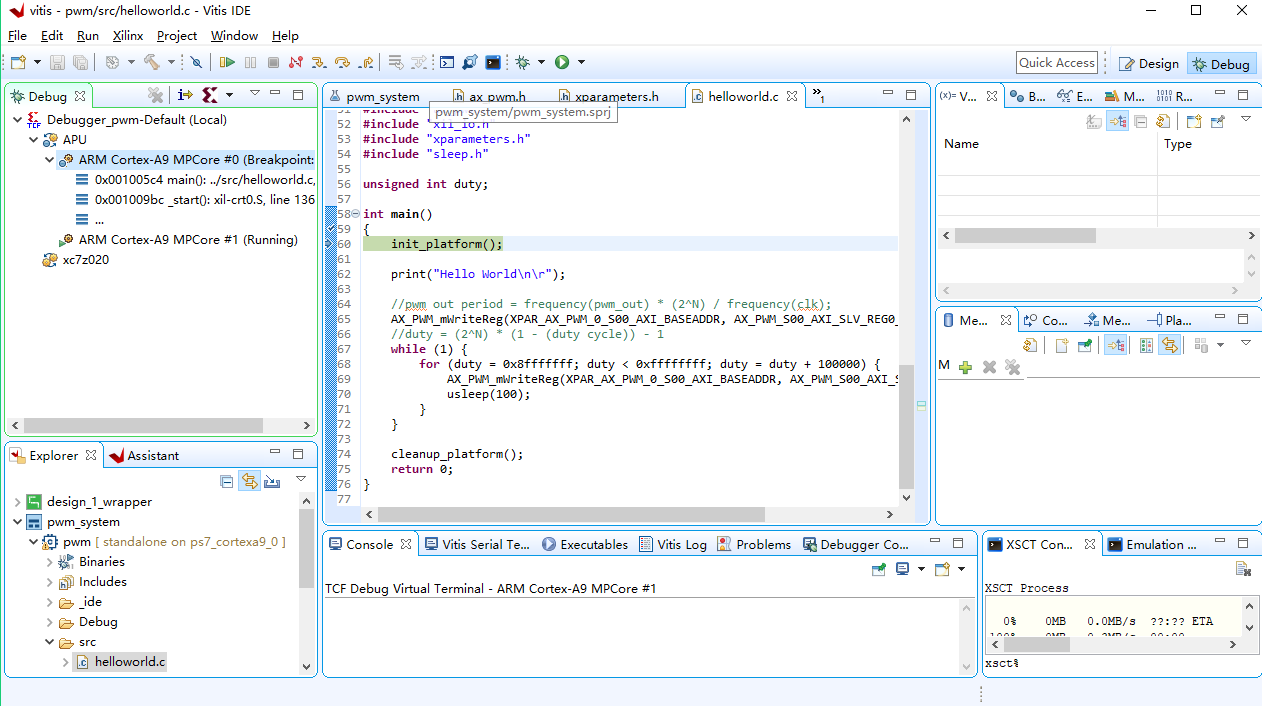 vitis - pwm/src/helloworld.c - Vitis IDE
File Edit Run Xilinx Project Window Help
Quick Access
Design
Debug
Debug
Debugger_pwm-Default (Local)
APU
ARM Cortex-A9 MPCore #0 (Breakpoint:
0x001005c4 main(): ../src/helloworld.c,
0x001009bc _start(): xil-crt0.S, line 136
...
ARM Cortex-A9 MPCore #1 (Running)
xc7z020
Explorer
Assistant
design_1_wrapper
pwm_system
pwm [ standalone on ps7_cortexa9_0 ]
Binaries
Includes
_ide
Debug
src
helloworld.c
pwm_system
ax_pwm.h
xparameters.h
helloworld.c
»1
pwm_system/pwm_system.sprj
52 #include "xil_io.h"
53 #include "xparameters.h"
54 #include "sleep.h"
55
56 unsigned int duty;
57
58 int main()
59 {
60 init_platform();
61
62 print("Hello World\n\r");
63
64 //pwm out period = frequency(pwm_out) * (2^N) / frequency(clk);
65 AX_PWM_mWriteReg(XPAR_AX_PWM_0_S00_AXI_BASEADDR, AX_PWM_S00_AXI_SLV_REG0_
66 //duty = (2^N) * (1 - (duty cycle)) - 1
67 while (1) {
68 for (duty = 0x8fffffff; duty < 0xffffffff; duty = duty + 100000) {
69 AX_PWM_mWriteReg(XPAR_AX_PWM_0_S00_AXI_BASEADDR, AX_PWM_S00_AXI_S
70 usleep(100);
71 }
72 }
73
74 cleanup_platform();
75 return 0;
76 }
77
(x)= V...
B...
E...
M...
R...
Name
Type
Me...
Co...
Me...
Pla...
M
Console
Vitis Serial Te...
Executables
Vitis Log
Problems
Debugger Co...
TCF Debug Virtual Terminal - ARM Cortex-A9 MPCore #1
XSCT Con...
Emulation ...
XSCT Process
0% 0MB 0.0MB/s ??:?? ETA
xsct%